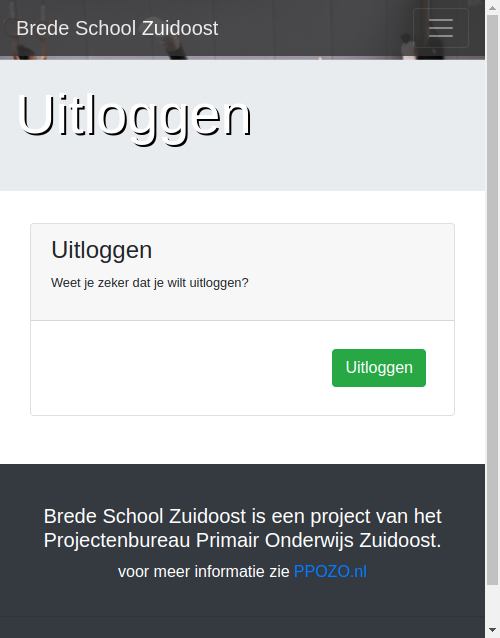 Brede School Zuidoost
Uitloggen
Uitloggen
Weet je zeker dat je wilt uitloggen?
Uitloggen
Brede School Zuidoost is een project van het
Projectenbureau Primair Onderwijs Zuidoost.
voor meer informatie zie PPOZO.nl